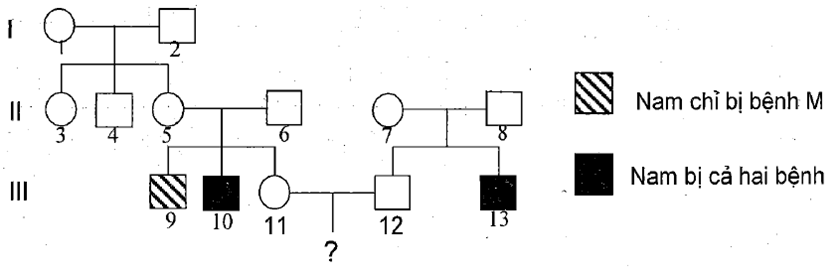 I
2
II
3 4 5 6 7 8
III
9 10 11 12 13
?
Nam chỉ bị bệnh M
Nam bị cả hai bệnh